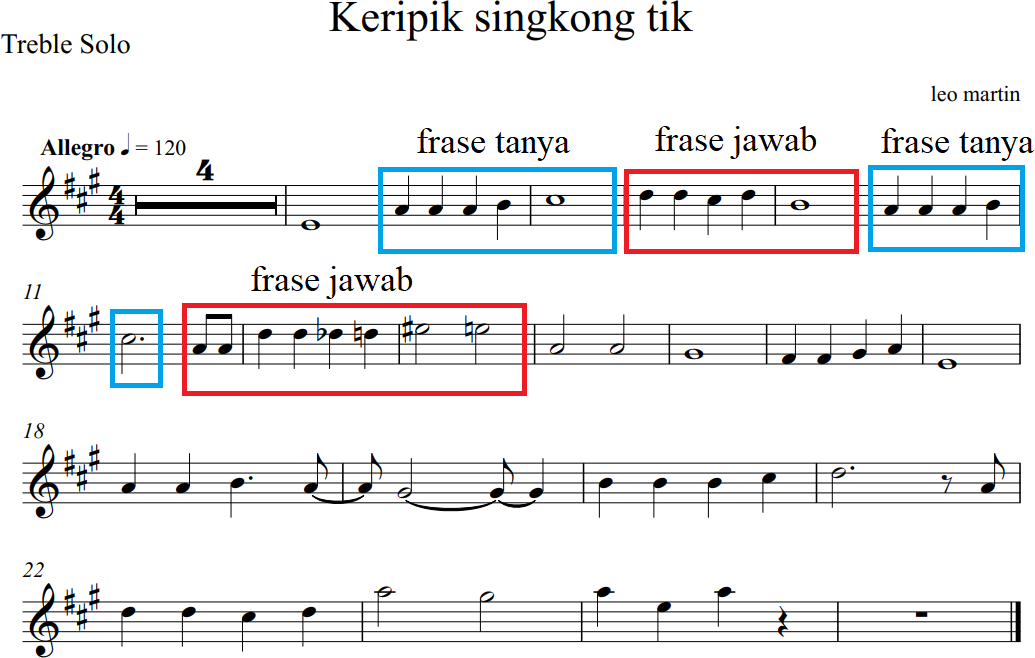 Keripik singkong tik
Treble Solo
leo martin
Allegro ♩ = 120
frase tanya
frase jawab
frase tanya
4
4
4
frase jawab
11
18
22